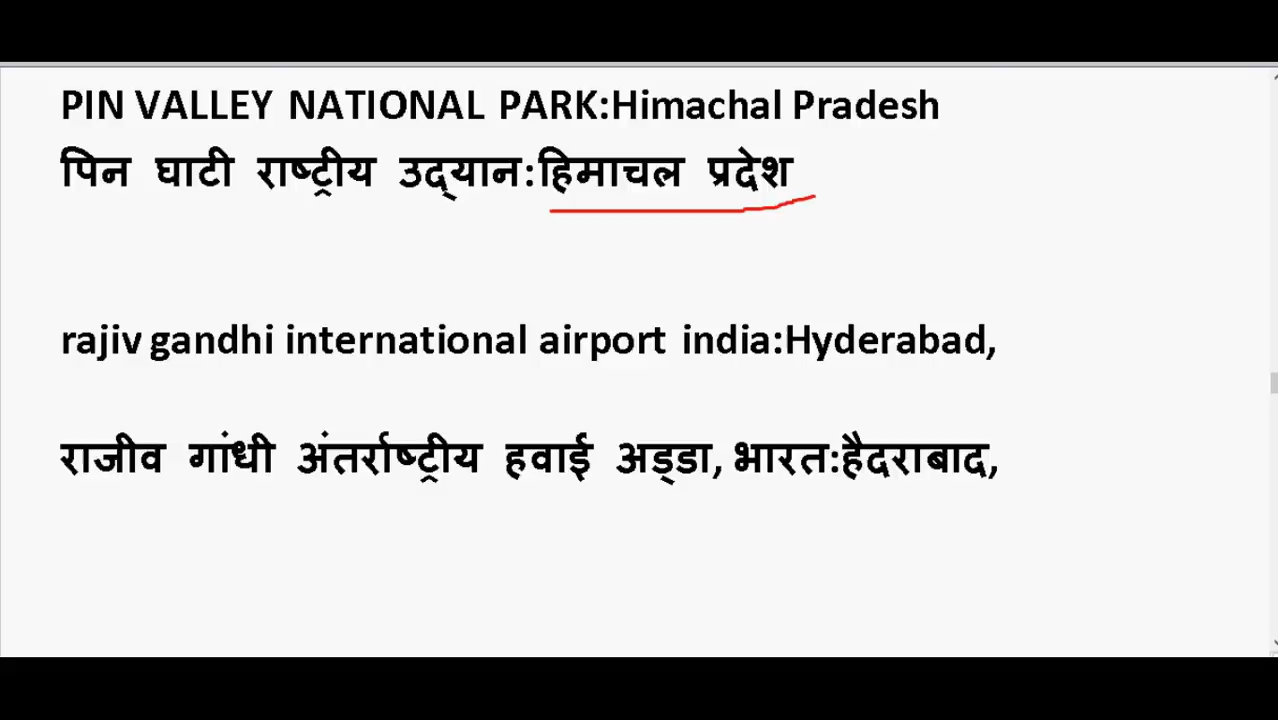 PIN VALLEY NATIONAL PARK:Himachal Pradesh
पिन घाटी राष्ट्रीय उद्यान:हिमाचल प्रदेश
rajiv gandhi international airport india:Hyderabad,
राजीव गांधी अंतर्राष्ट्रीय हवाई अड्डा, भारत:हैदराबाद,